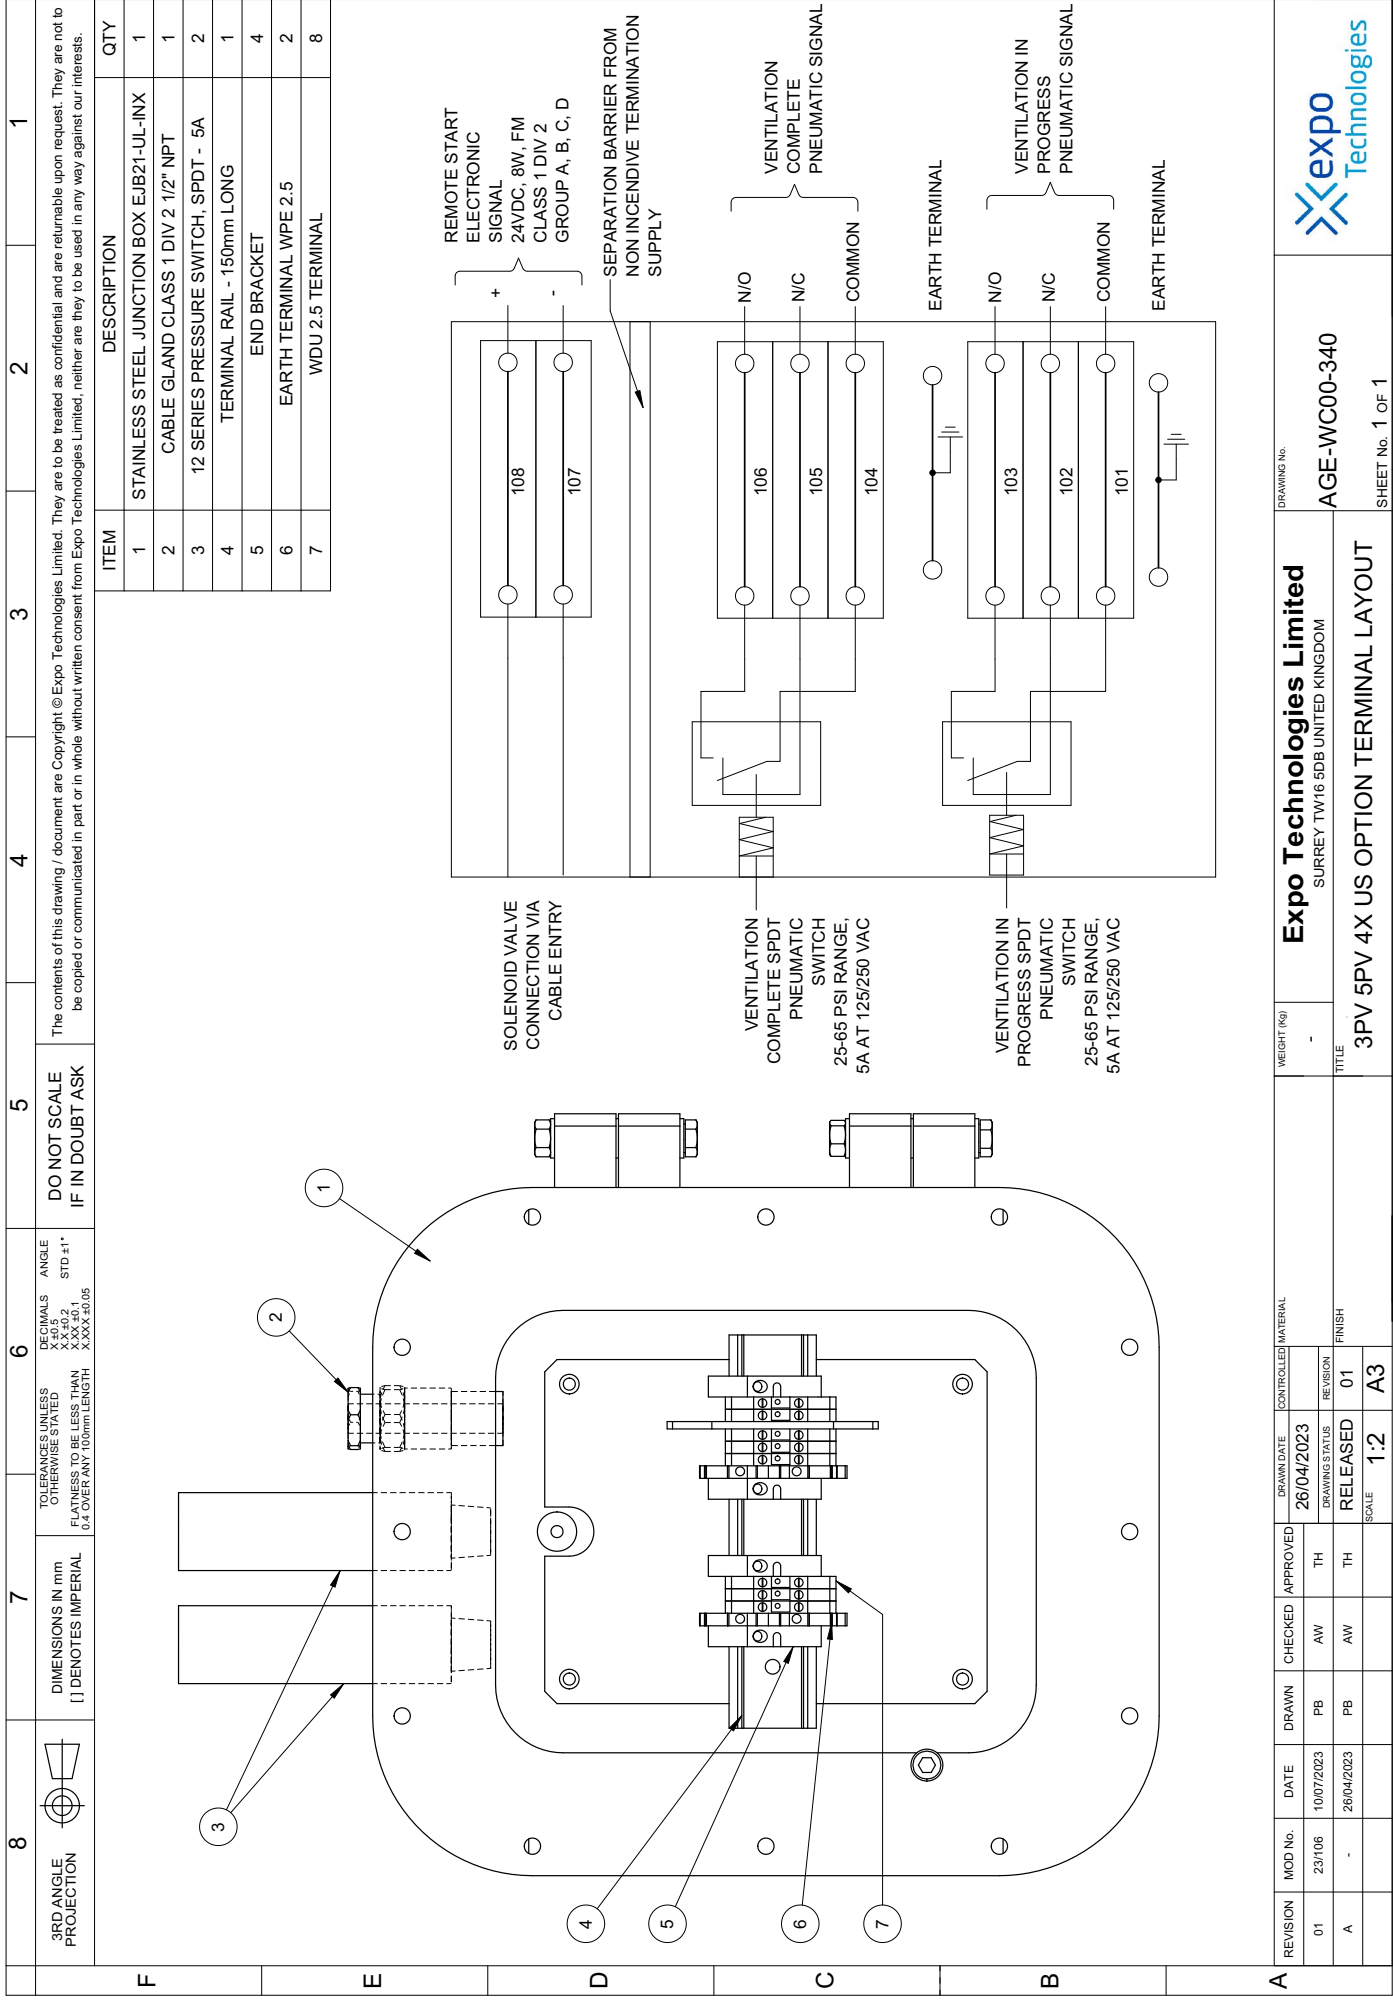 8 7 6 5 4 3 2 1
3RD ANGLE
PROJECTION
DIMENSIONS IN mm
[ ] DENOTES IMPERIAL
TOLERANCES UNLESS
OTHERWISE STATED
FLATNESS TO BE LESS THAN
0.4 OVER ANY 100mm LENGTH
DECIMALS
X ±0.5
X.X ±0.2
X.XX ±0.1
X.XXX ±0.05
ANGLE
STD ±1°
DO NOT SCALE
IF IN DOUBT ASK
The contents of this drawing / document are Copyright © Expo Technologies Limited. They are to be treated as confidential and are returnable upon request. They are not to
be copied or communicated in part or in whole without written consent from Expo Technologies Limited, neither are they to be used in any way against our interests.
ITEM DESCRIPTION QTY
1 STAINLESS STEEL JUNCTION BOX EJB21-UL-INX 1
2 CABLE GLAND CLASS 1 DIV 2 1/2" NPT 1
3 12 SERIES PRESSURE SWITCH, SPDT - 5A 2
4 TERMINAL RAIL - 150mm LONG 1
5 END BRACKET 4
6 EARTH TERMINAL WPE 2.5 2
7 WDU 2.5 TERMINAL 8
F
E
D
C
B
A
1
2
3
4
5
6
7
SOLENOID VALVE
CONNECTION VIA
CABLE ENTRY
108
107
+
-
REMOTE START
ELECTRONIC
SIGNAL
24VDC, 8W, FM
CLASS 1 DIV 2
GROUP A, B, C, D
SEPARATION BARRIER FROM
NON INCENDIVE TERMINATION
SUPPLY
VENTILATION
COMPLETE SPDT
PNEUMATIC
SWITCH
25-65 PSI RANGE,
5A AT 125/250 VAC
106
105
104
N/O
N/C
COMMON
VENTILATION
COMPLETE
PNEUMATIC SIGNAL
EARTH TERMINAL
VENTILATION IN
PROGRESS SPDT
PNEUMATIC
SWITCH
25-65 PSI RANGE,
5A AT 125/250 VAC
103
102
101
N/O
N/C
COMMON
VENTILATION IN
PROGRESS
PNEUMATIC SIGNAL
EARTH TERMINAL
REVISION MOD No. DATE DRAWN CHECKED APPROVED
01 23/106 10/07/2023 PB AW TH
A - 26/04/2023 PB AW TH
DRAWN DATE
26/04/2023
CONTROLLED
DRAWING STATUS
RELEASED
REVISION
01
SCALE
1:2
A3
MATERIAL
FINISH
WEIGHT (Kg)
-
Expo Technologies Limited
SURREY TW16 5DB UNITED KINGDOM
TITLE
3PV 5PV 4X US OPTION TERMINAL LAYOUT
DRAWING No.
AGE-WC00-340
SHEET No. 1 OF 1
expo
Technologies